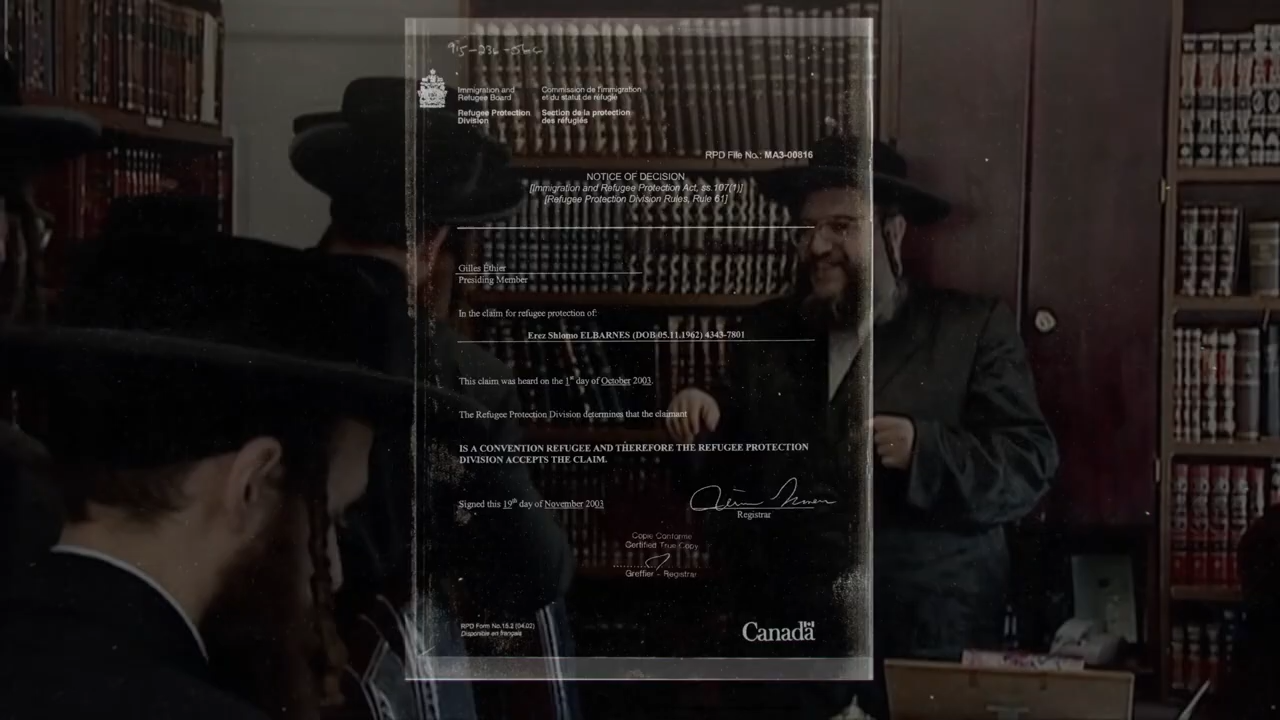 915-236-56
Immigration and Refugee Board
Commission de l'immigration et du statut de réfugié
Refugee Protection Division
Section de la protection des réfugiés
RPD File No.: MA3-00816
NOTICE OF DECISION
[Immigration and Refugee Protection Act, ss.107(1)]
[Refugee Protection Division Rules, Rule 61]
Gilles Éthier
Presiding Member
In the claim for refugee protection of:
Erez Shlomo ELBARNES (DOB:05.11.1962) 4343-7801
This claim was heard on the 1st day of October 2003.
The Refugee Protection Division determines that the claimant
IS A CONVENTION REFUGEE AND THEREFORE THE REFUGEE PROTECTION
DIVISION ACCEPTS THE CLAIM.
Signed this 19th day of November 2003
Registrar
Copie Conforme
Certified True Copy
Greffier - Registrar
RPD Form No.15.2 (04.02)
Disponible en français
Canada